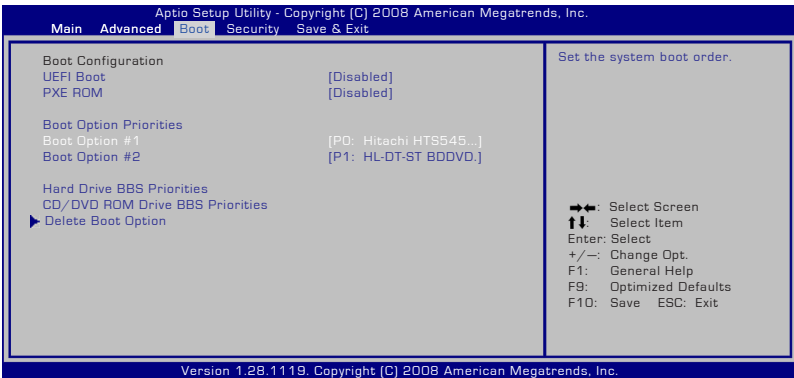 Aptio Setup Utility - Copyright (C) 2008 American Megatrends, Inc.
Main Advanced Boot Security Save & Exit
Boot Configuration
UEFI Boot [Disabled]
PXE ROM [Disabled]
Boot Option Priorities
Boot Option #1 [P0: Hitachi HTS545...]
Boot Option #2 [P1: HL-DT-ST BDDVD.]
Hard Drive BBS Priorities
CD/DVD ROM Drive BBS Priorities
Delete Boot Option
Set the system boot order.
→←: Select Screen
↑↓: Select Item
Enter: Select
+/—: Change Opt.
F1: General Help
F9: Optimized Defaults
F10: Save ESC: Exit
Version 1.28.1119. Copyright (C) 2008 American Megatrends, Inc.